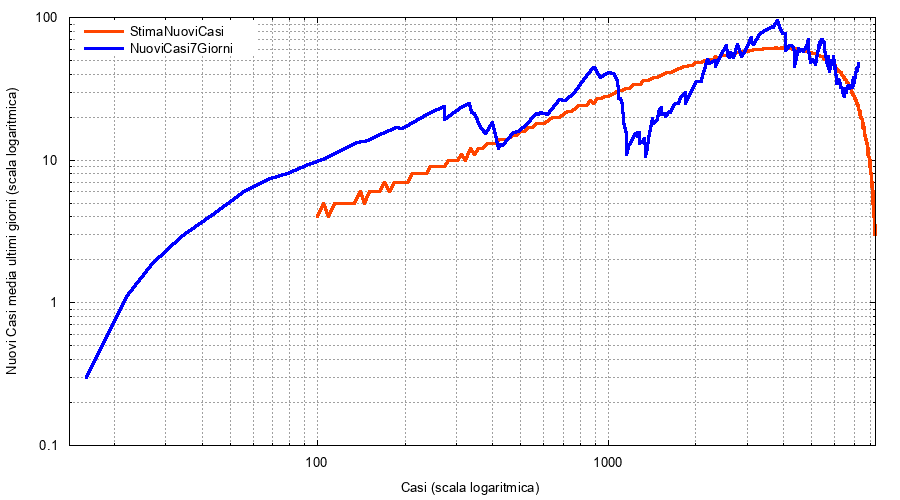 StimaNuoviCasi
NuoviCasi7Giorni
100
10
1
0.1
Nuovi Casi media ultimi giorni (scala logaritmica)
100
1000
Casi (scala logaritmica)